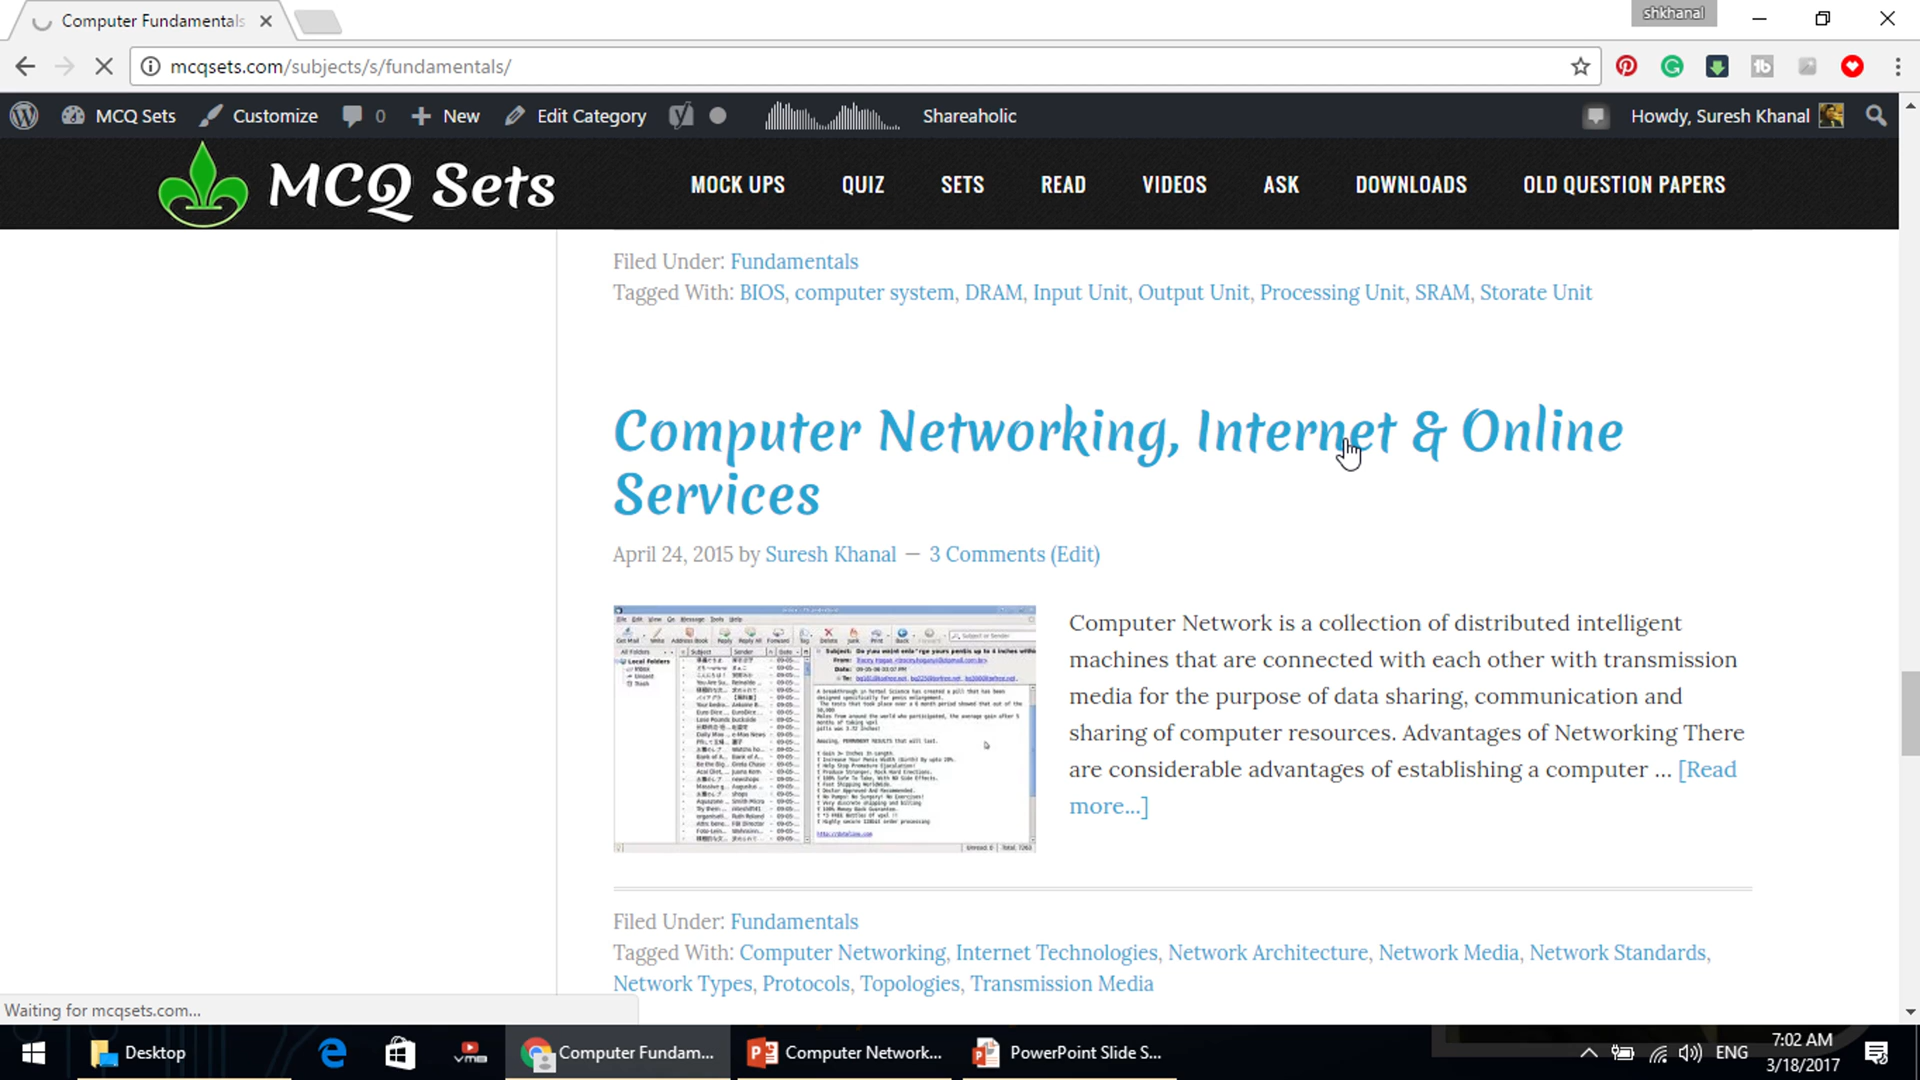 Computer Fundamentals
shkhanal
mcqsets.com/subjects/s/fundamentals/
MCQ Sets
Customize
0
New
Edit Category
Shareaholic
Howdy, Suresh Khanal
MCQ Sets
MOCK UPS
QUIZ
SETS
READ
VIDEOS
ASK
DOWNLOADS
OLD QUESTION PAPERS
Filed Under: Fundamentals
Tagged With: BIOS, computer system, DRAM, Input Unit, Output Unit, Processing Unit, SRAM, Storate Unit
Computer Networking, Internet & Online
Services
April 24, 2015 by Suresh Khanal — 3 Comments (Edit)
Computer Network is a collection of distributed intelligent
machines that are connected with each other with transmission
media for the purpose of data sharing, communication and
sharing of computer resources. Advantages of Networking There
are considerable advantages of establishing a computer ... [Read
more...]
Filed Under: Fundamentals
Tagged With: Computer Networking, Internet Technologies, Network Architecture, Network Media, Network Standards,
Network Types, Protocols, Topologies, Transmission Media
Waiting for mcqsets.com...
Desktop
Computer Fundam...
Computer Network...
PowerPoint Slide S...
ENG
7:02 AM
3/18/2017